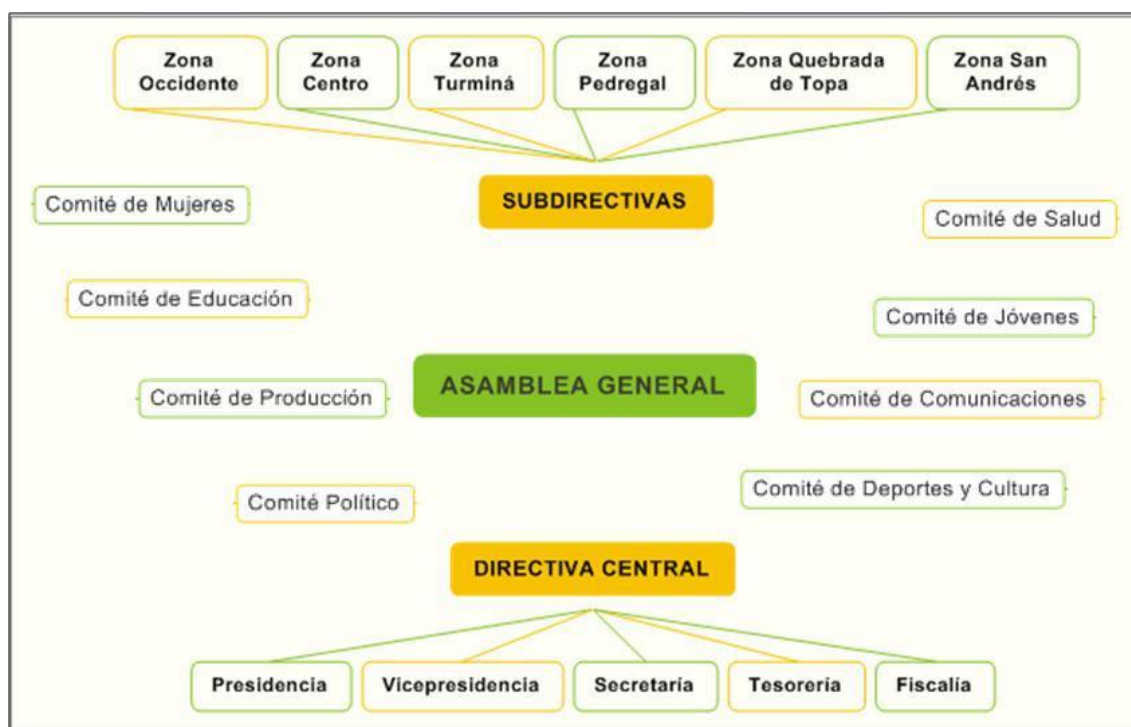 Zona
Occidente
Zona
Centro
Zona
Turminá
Zona
Pedregal
Zona Quebrada
de Topa
Zona San
Andrés
SUBDIRECTIVAS
Comité de Mujeres
Comité de Salud
Comité de Educación
Comité de Jóvenes
ASAMBLEA GENERAL
Comité de Producción
Comité de Comunicaciones
Comité Político
Comité de Deportes y Cultura
DIRECTIVA CENTRAL
Presidencia
Vicepresidencia
Secretaría
Tesorería
Fiscalía